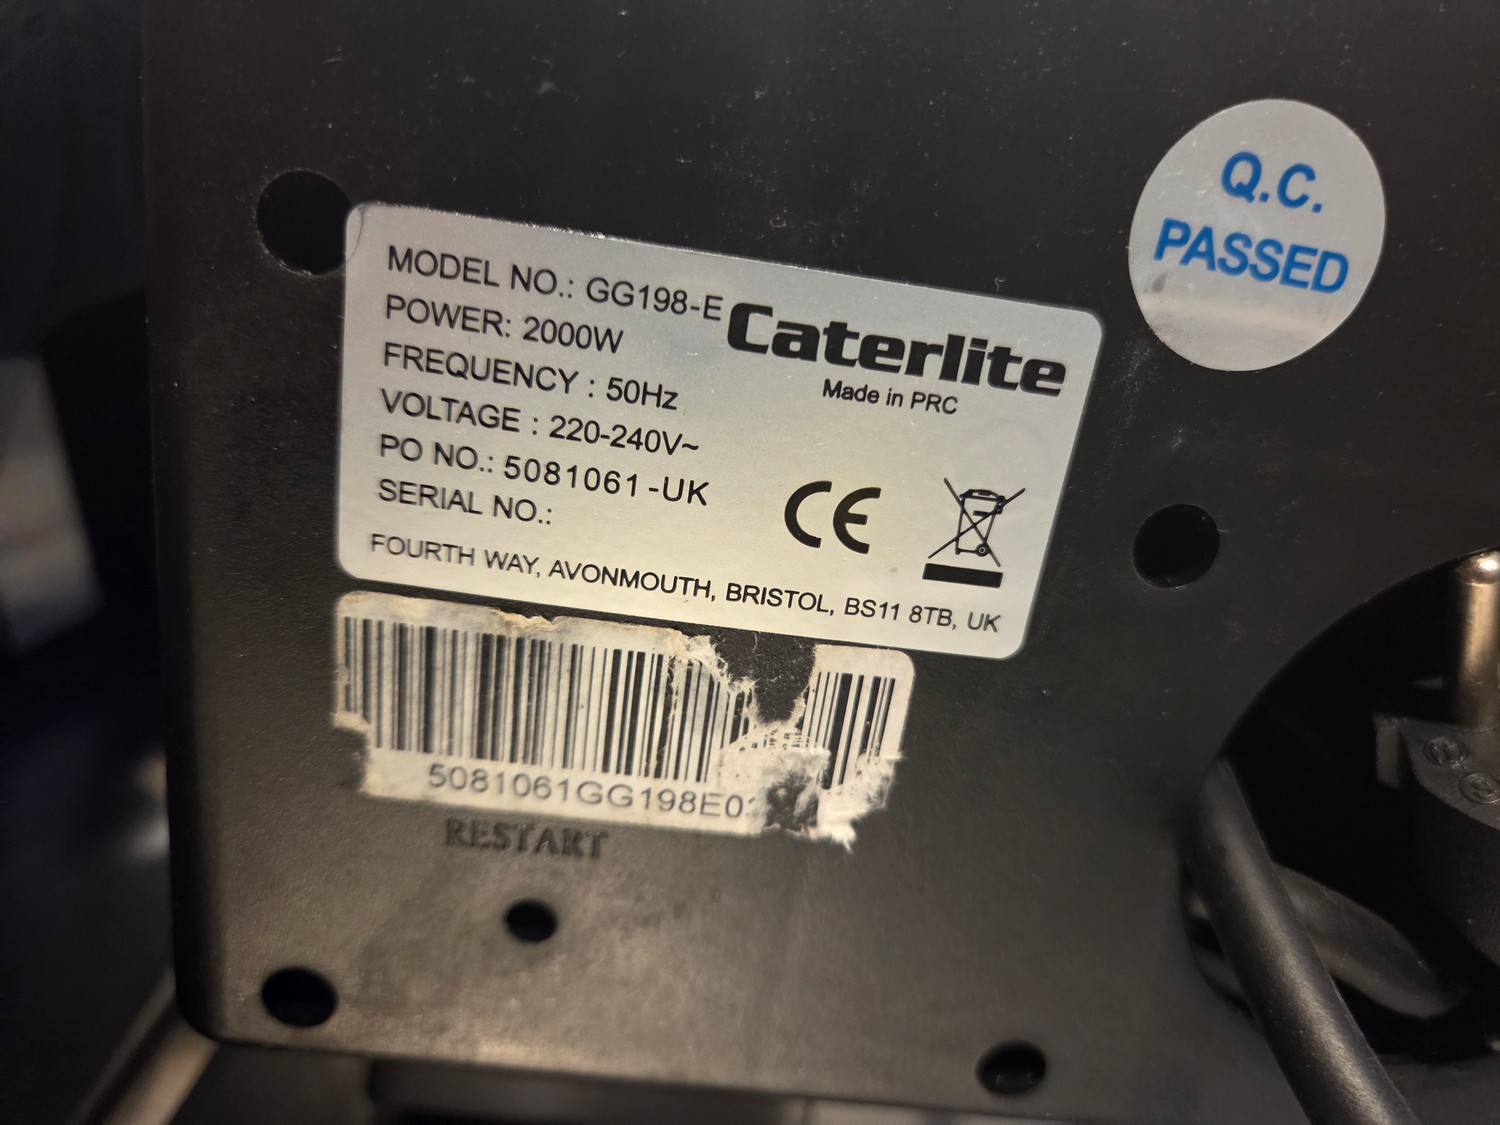 Q.C.
PASSED
MODEL NO.: GG198-E
POWER: 2000W
FREQUENCY : 50Hz
VOLTAGE : 220-240V~
PO NO.: 5081061-UK
SERIAL NO.:
Caterlite
Made in PRC
CE
FOURTH WAY, AVONMOUTH, BRISTOL, BS11 8TB, UK
5081061GG198E0
RESTART